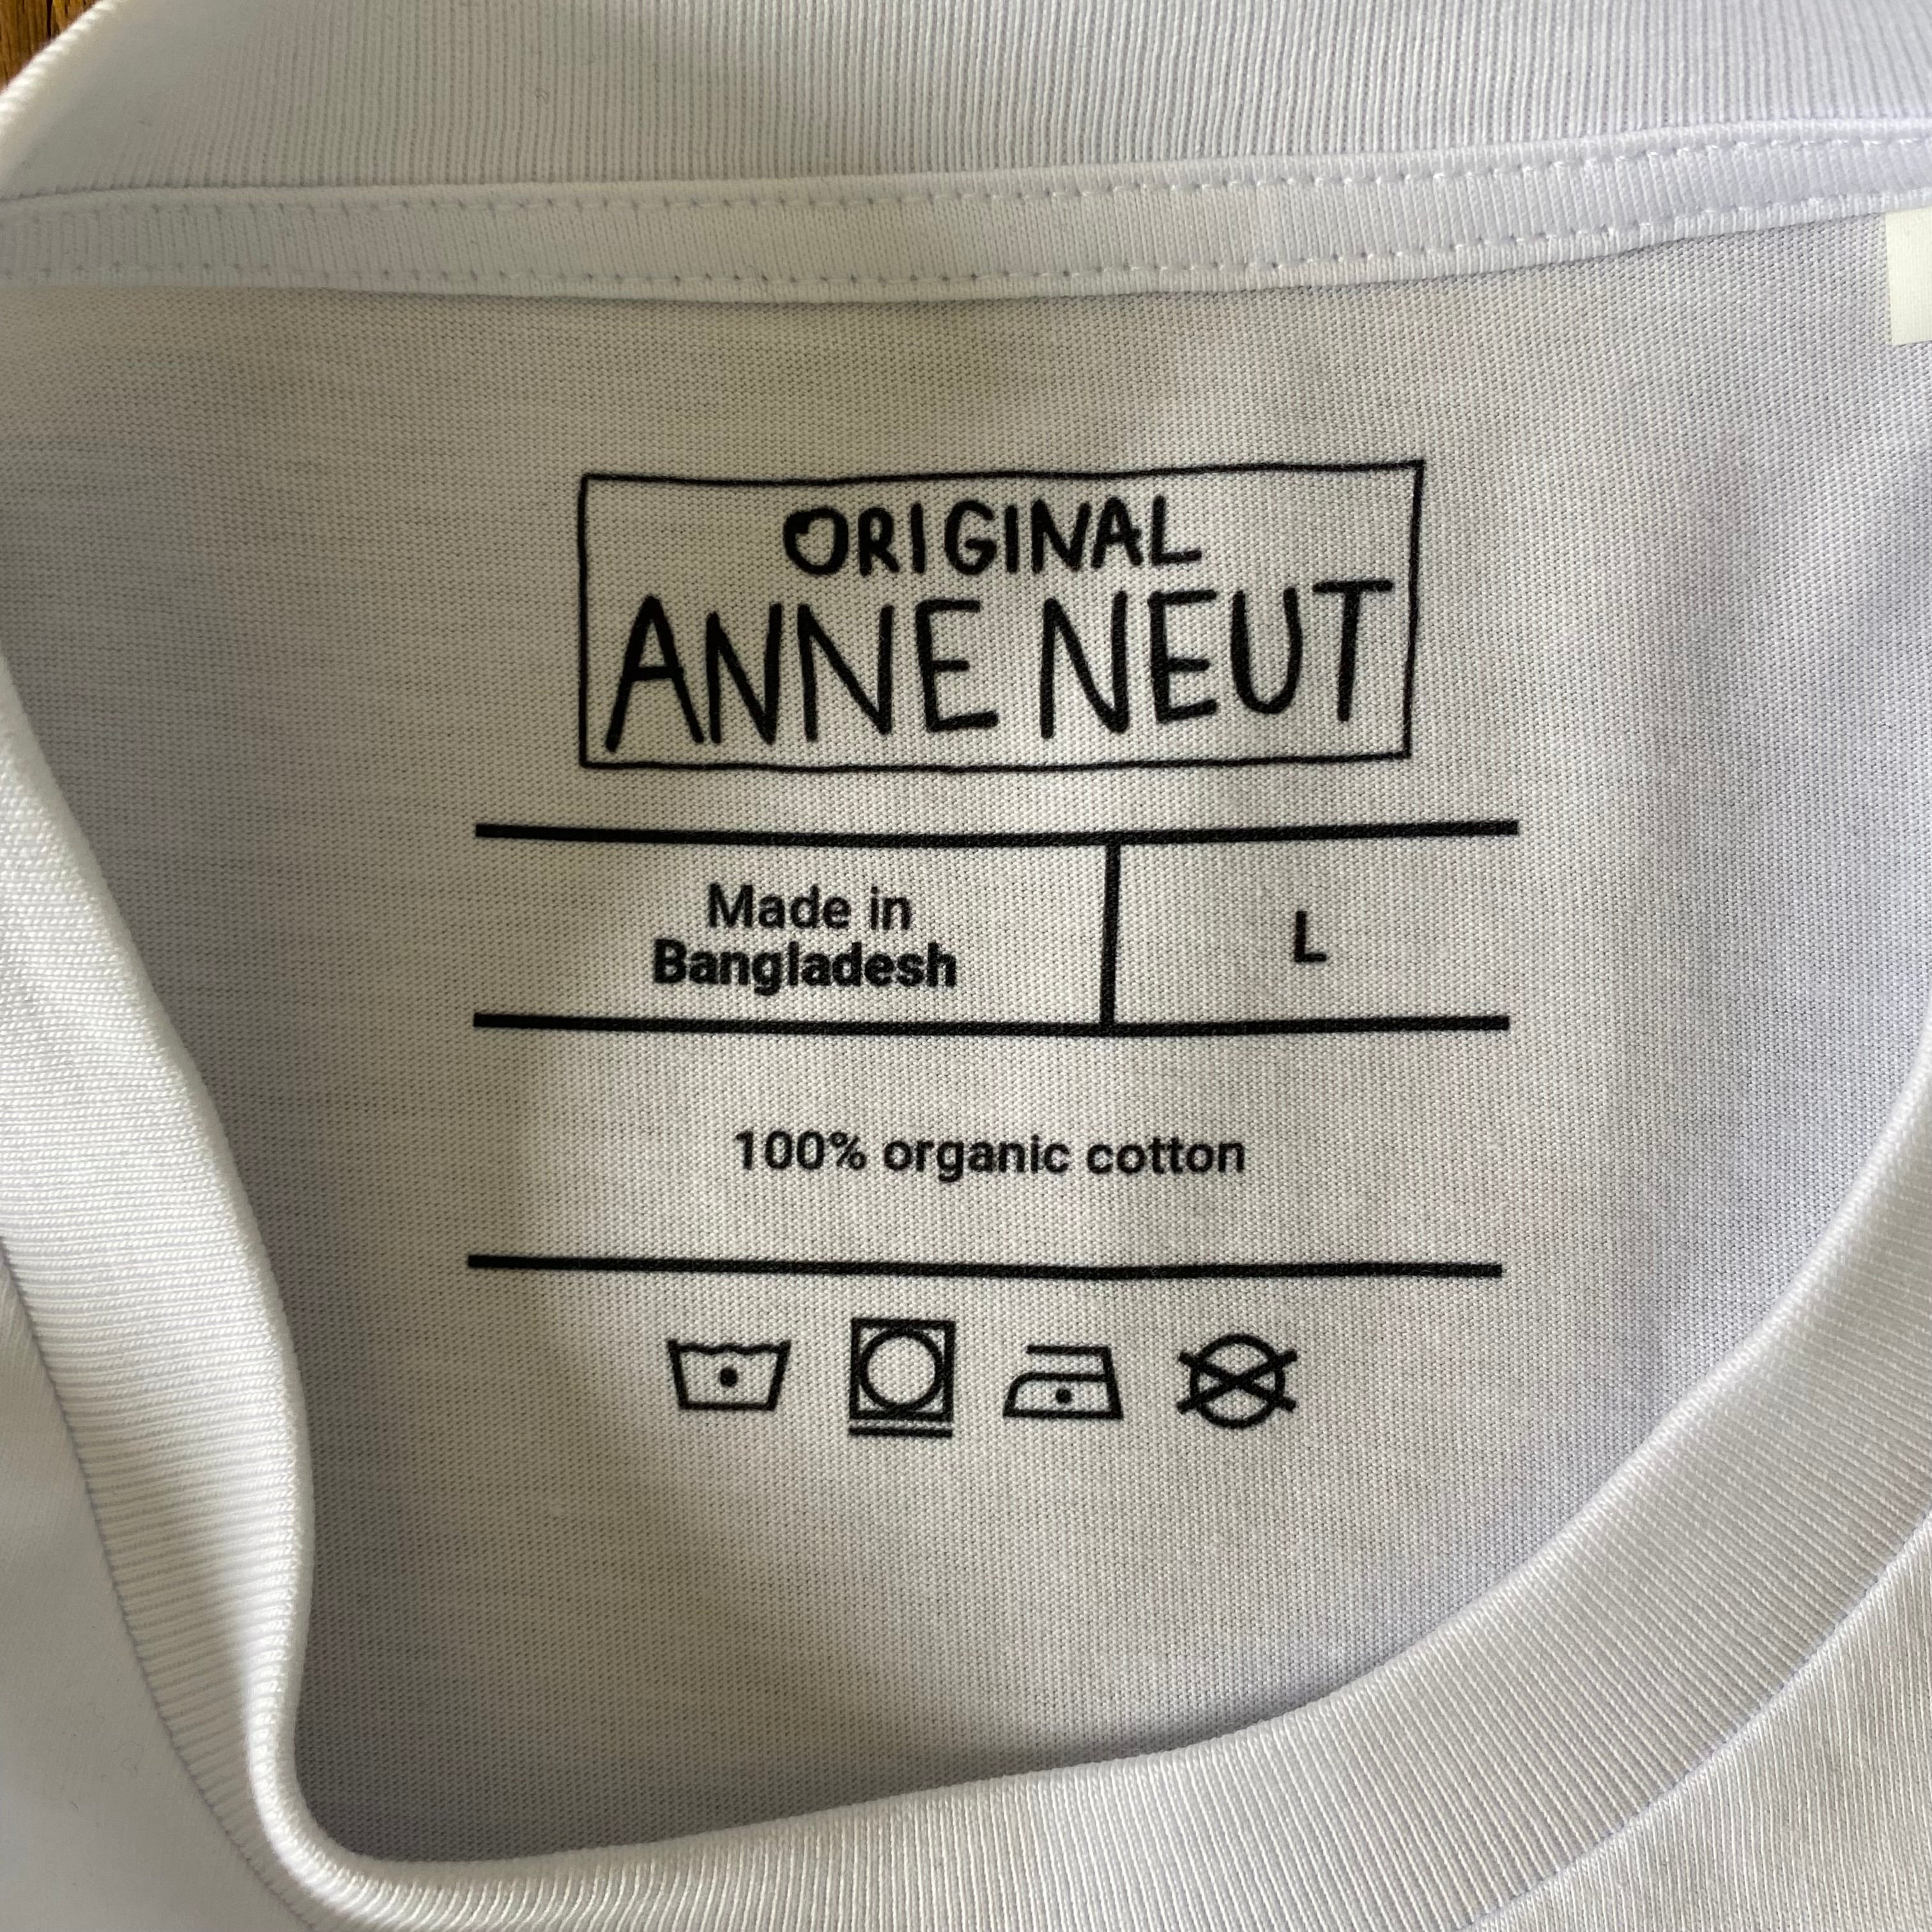 ORIGINAL
ANNE NEUT
Made in
Bangladesh
L
100% organic cotton